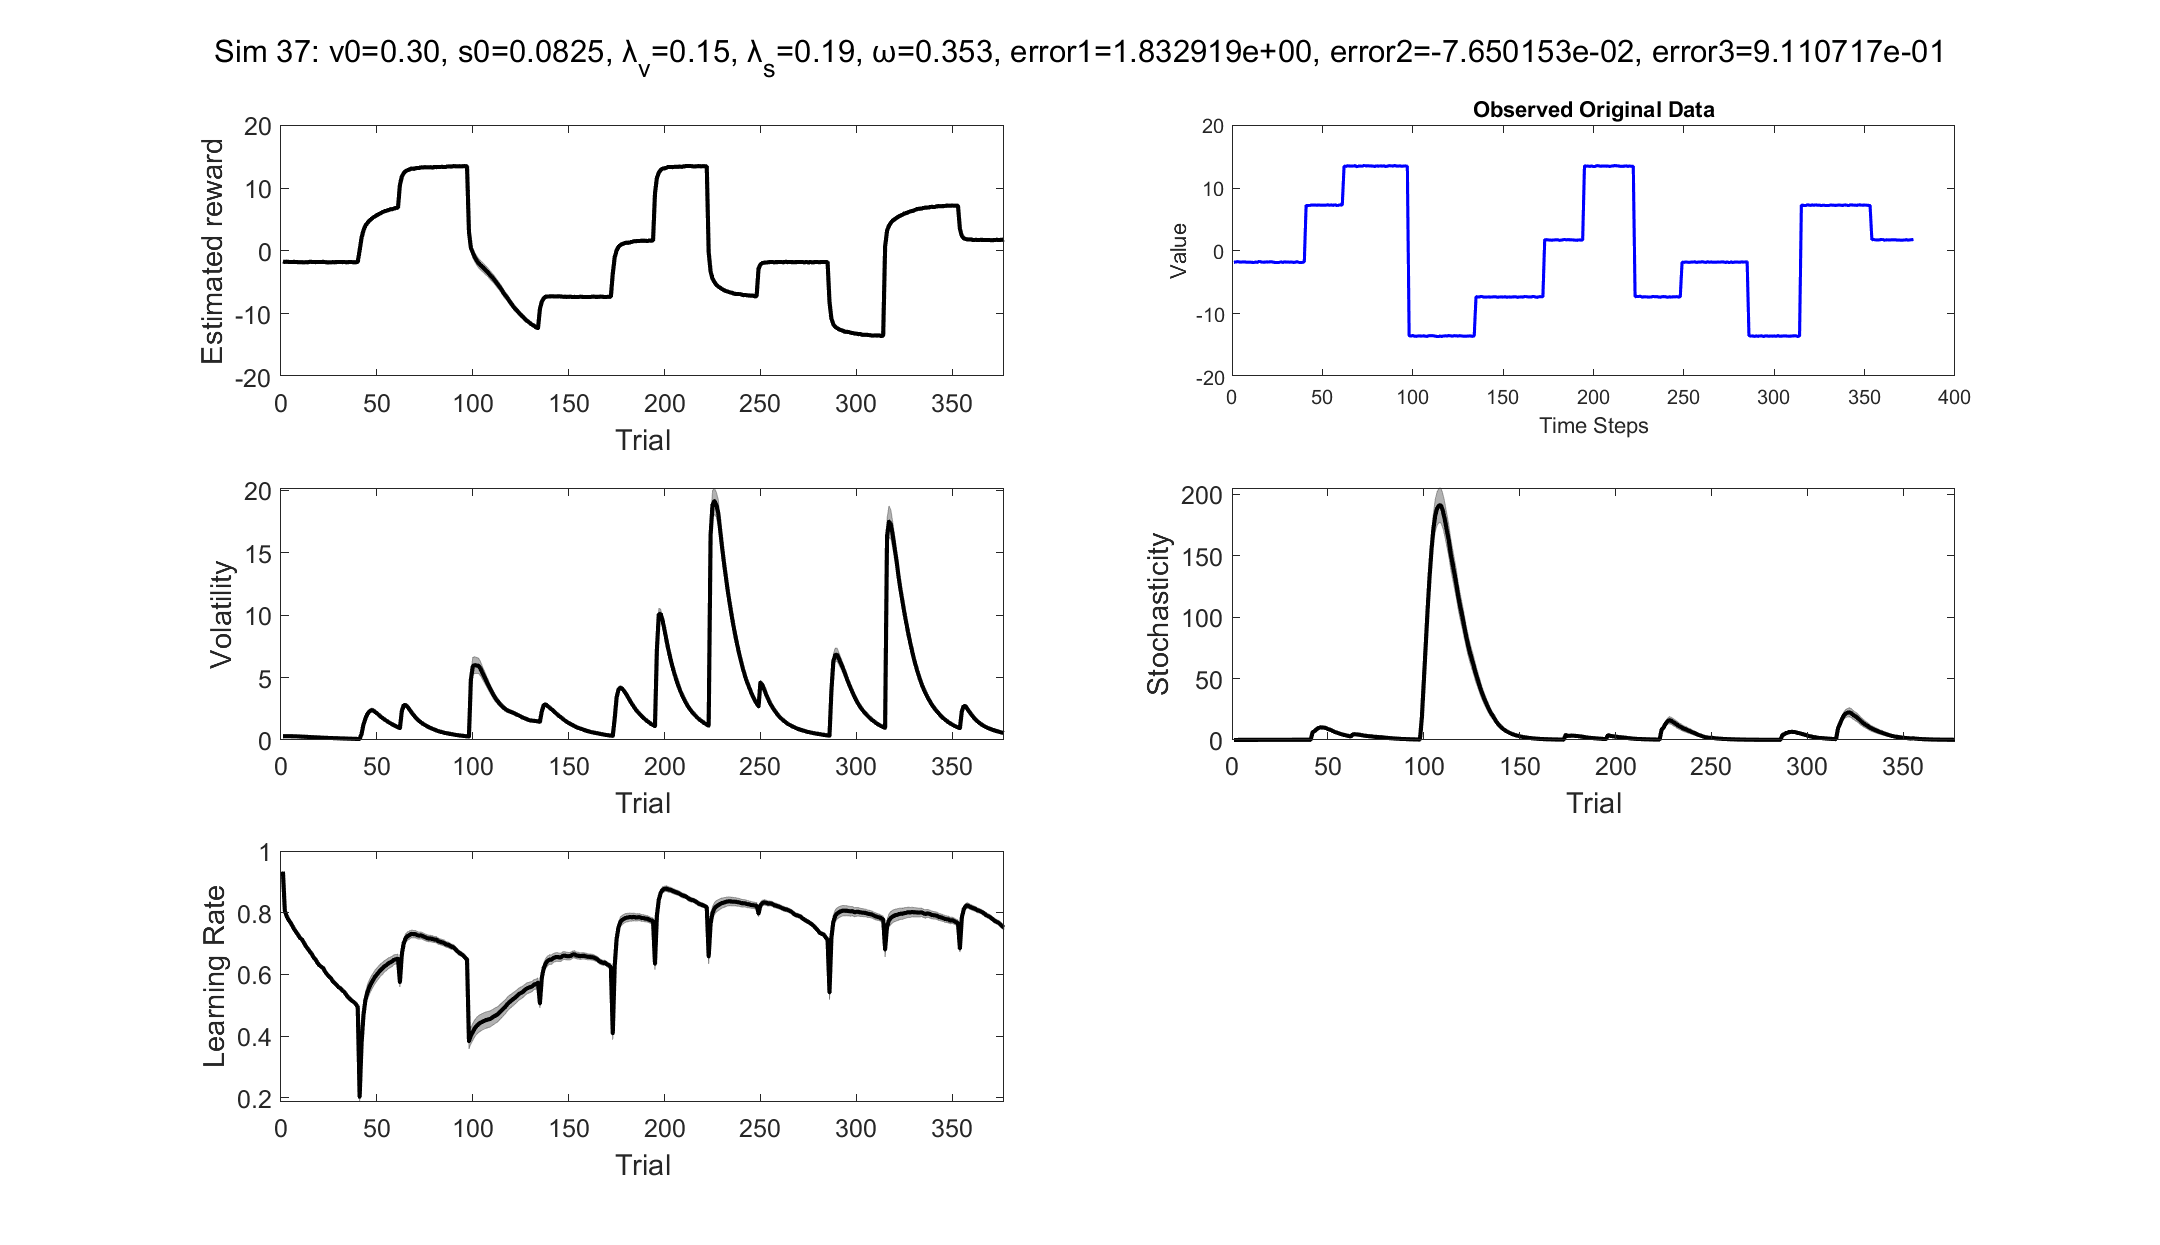 Sim 37: v0=0.30, s0=0.0825, λv=0.15, λs=0.19, ω=0.353, error1=1.832919e+00, error2=-7.650153e-02, error3=9.110717e-01
Estimated reward
20
10
0
-10
-20
0 50 100 150 200 250 300 350
Trial
Observed Original Data
Value
20
10
0
-10
-20
0 50 100 150 200 250 300 350 400
Time Steps
Volatility
20
15
10
5
0
0 50 100 150 200 250 300 350
Trial
Stochasticity
200
150
100
50
0
0 50 100 150 200 250 300 350
Trial
Learning Rate
1
0.8
0.6
0.4
0.2
0 50 100 150 200 250 300 350
Trial